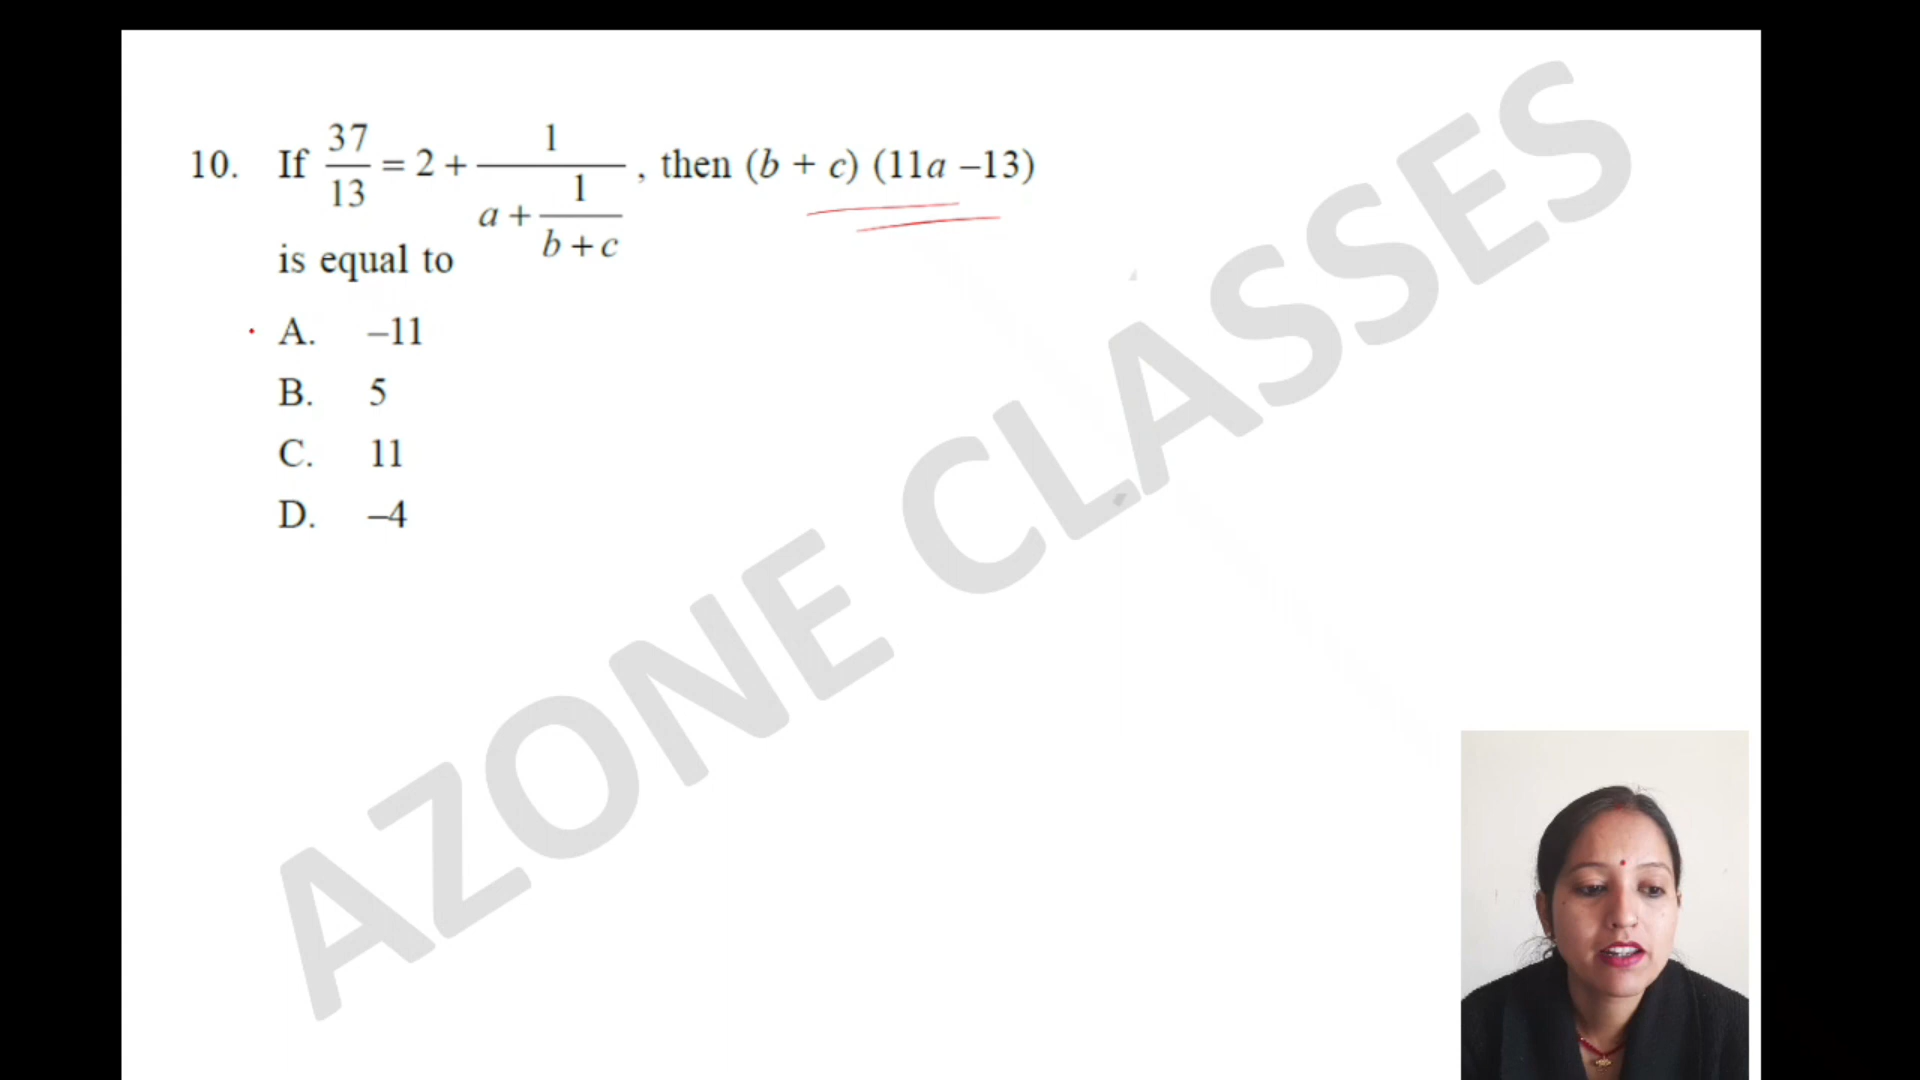 10. If 37/13 = 2 + 1/(a + 1/(b + c)), then (b + c) (11a –13)
is equal to
A. –11
B. 5
C. 11
D. –4
AZONE CLASSES